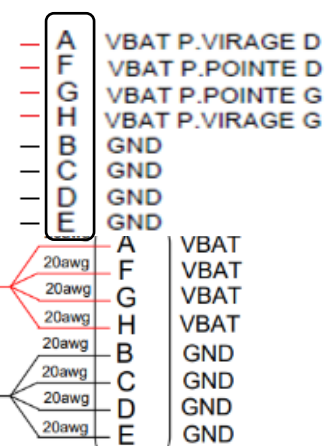 A VBAT P.VIRAGE D
F VBAT P.POINTE D
G VBAT P.POINTE G
H VBAT P.VIRAGE G
B GND
C GND
D GND
E GND
A VBAT
20awg F VBAT
20awg G VBAT
20awg H VBAT
20awg B GND
20awg C GND
20awg D GND
20awg E GND